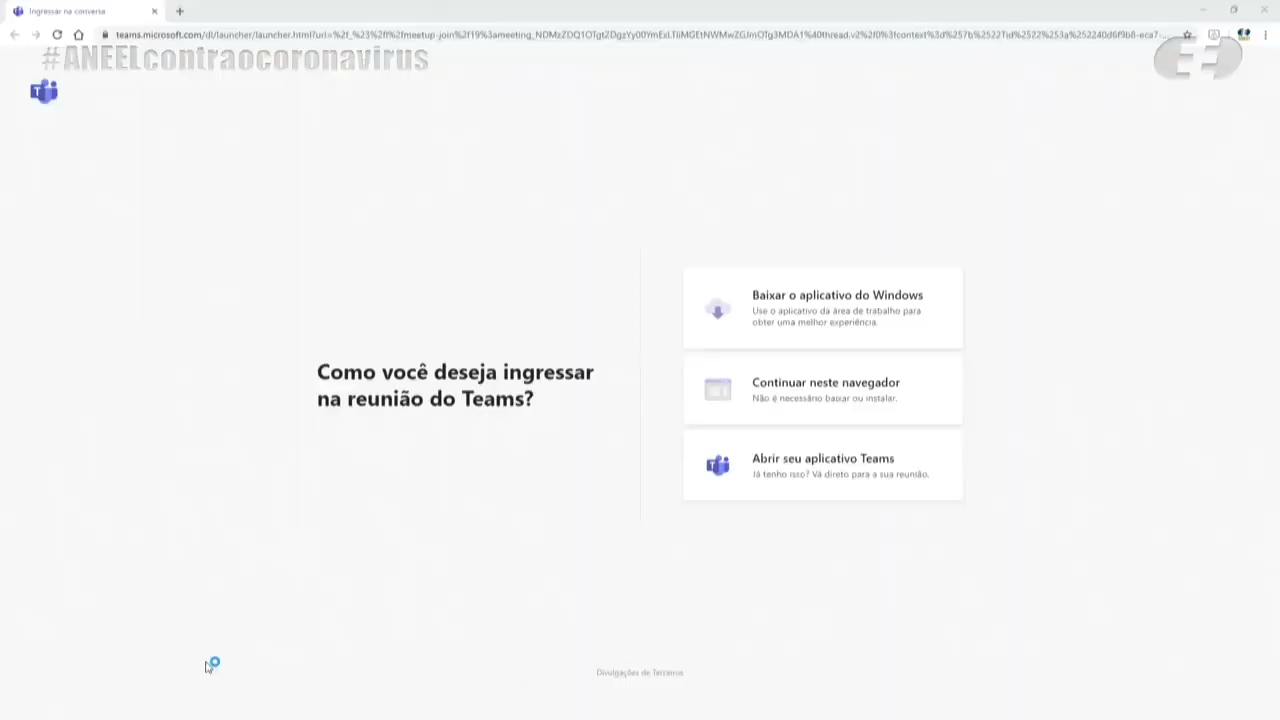 Ingressar na conversa
#ANEELcontraocoronavirus
Baixar o aplicativo do Windows
Use o aplicativo da área de trabalho para
obter uma melhor experiência.
Como você deseja ingressar
na reunião do Teams?
Continuar neste navegador
Não é necessário baixar ou instalar.
Abrir seu aplicativo Teams
Já tenho isso? Vá direto para a sua reunião.
Divulgações de Terceiros